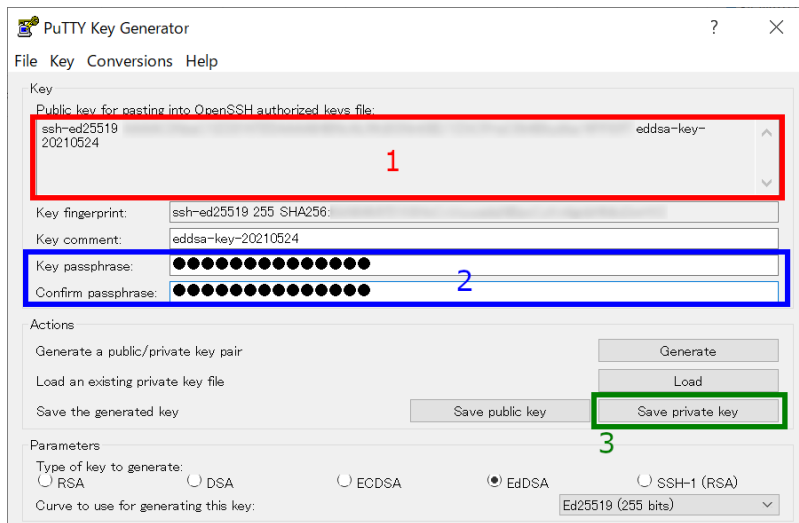 PuTTY Key Generator
File Key Conversions Help
Key
Public key for pasting into OpenSSH authorized keys file:
ssh-ed25519 eddsa-key-
20210524
1
Key fingerprint: ssh-ed25519 255 SHA256:
Key comment: eddsa-key-20210524
Key passphrase:
2
Confirm passphrase:
Actions
Generate a public/private key pair Generate
Load an existing private key file Load
Save the generated key Save public key Save private key
3
Parameters
Type of key to generate:
RSA DSA ECDSA EdDSA SSH-1 (RSA)
Curve to use for generating this key: Ed25519 (255 bits)